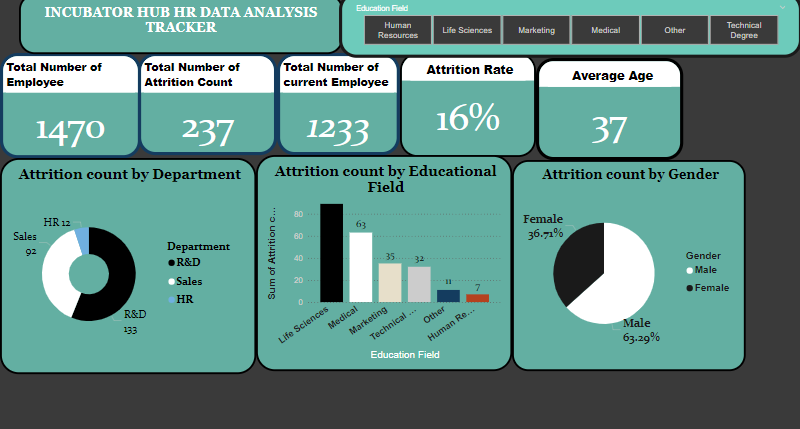 INCUBATOR HUB HR DATA ANALYSIS
TRACKER
Education Field
Human
Resources
Life Sciences
Marketing
Medical
Other
Technical
Degree
Total Number of
Employee
1470
Total Number of
Attrition Count
237
Total Number of
current Employee
1233
Attrition Rate
16%
Average Age
37
Attrition count by Department
HR 12
Sales
92
R&D
133
Department
R&D
Sales
HR
Attrition count by Educational
Field
Sum of Attrition c...
80
60
40
20
0
63
35
32
11
7
Life Sciences
Medical
Marketing
Technical ...
Other
Human Re...
Education Field
Attrition count by Gender
Female
36.71%
Male
63.29%
Gender
Male
Female